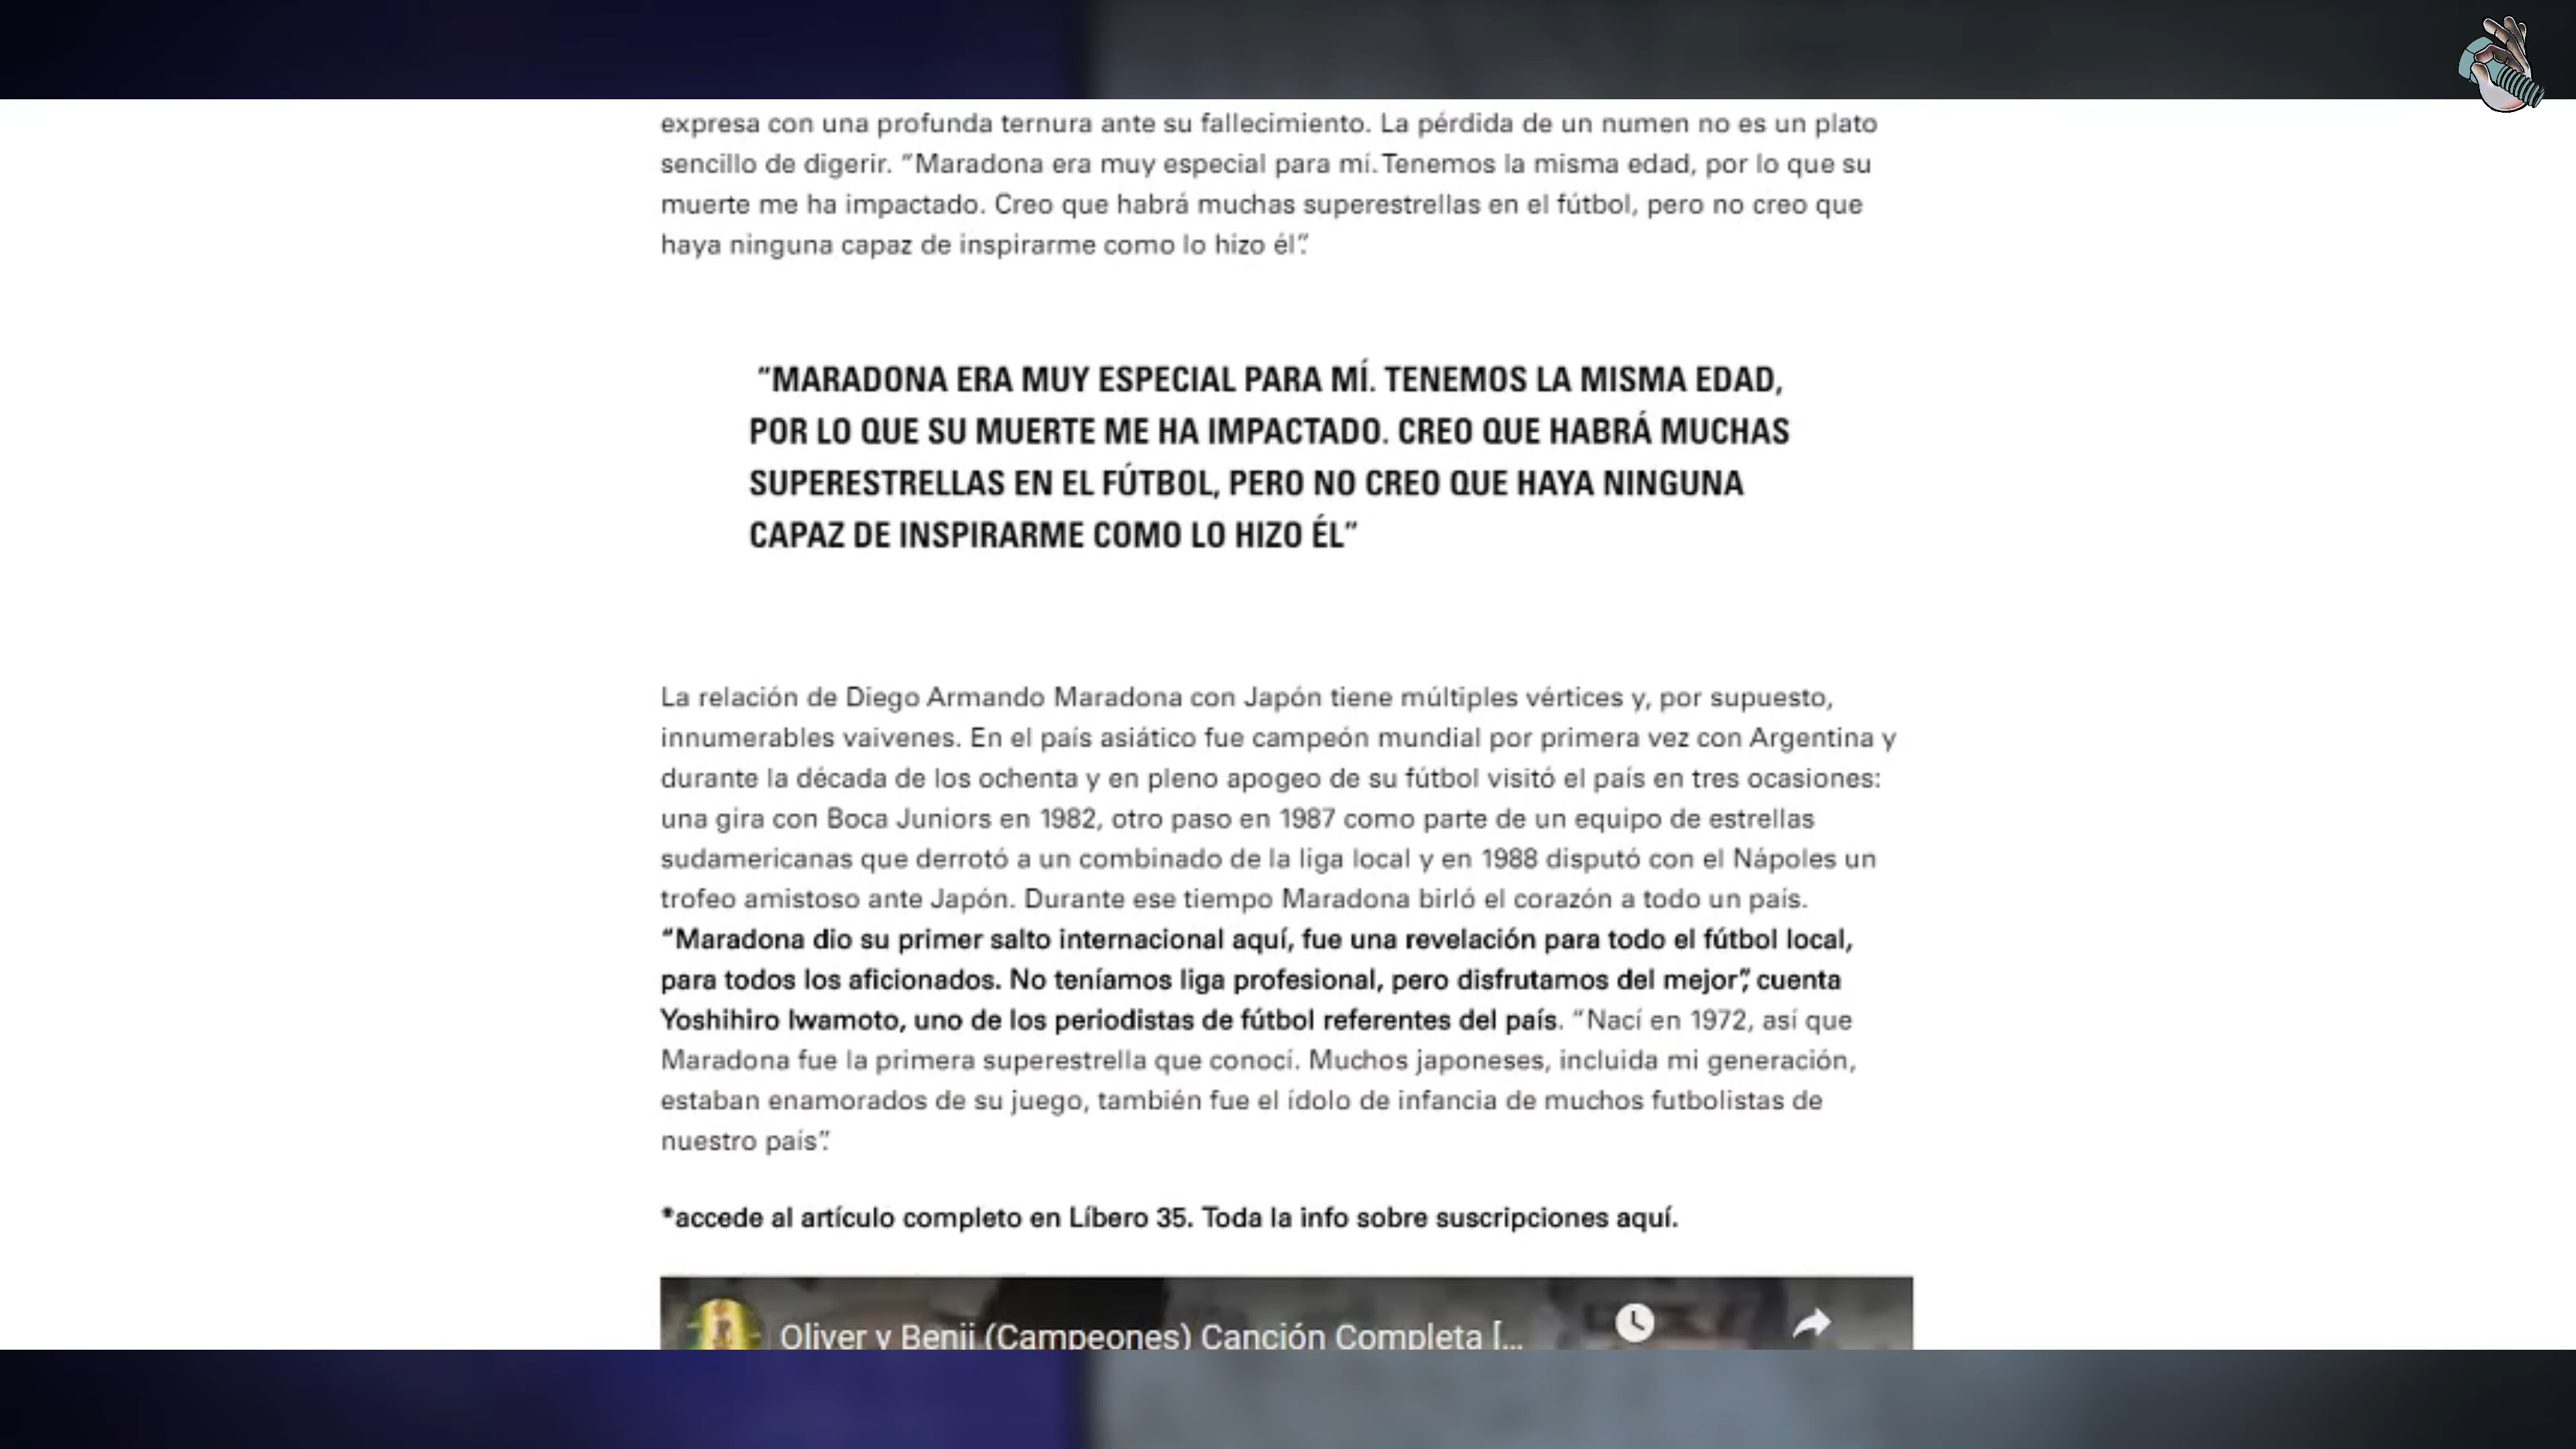 expresa con una profunda ternura ante su fallecimiento. La pérdida de un numen no es un plato
sencillo de digerir. “Maradona era muy especial para mí. Tenemos la misma edad, por lo que su
muerte me ha impactado. Creo que habrá muchas superestrellas en el fútbol, pero no creo que
haya ninguna capaz de inspirarme como lo hizo él”.
“MARADONA ERA MUY ESPECIAL PARA MÍ. TENEMOS LA MISMA EDAD,
POR LO QUE SU MUERTE ME HA IMPACTADO. CREO QUE HABRÁ MUCHAS
SUPERESTRELLAS EN EL FÚTBOL, PERO NO CREO QUE HAYA NINGUNA
CAPAZ DE INSPIRARME COMO LO HIZO ÉL”
La relación de Diego Armando Maradona con Japón tiene múltiples vértices y, por supuesto,
innumerables vaivenes. En el país asiático fue campeón mundial por primera vez con Argentina y
durante la década de los ochenta y en pleno apogeo de su fútbol visitó el país en tres ocasiones:
una gira con Boca Juniors en 1982, otro paso en 1987 como parte de un equipo de estrellas
sudamericanas que derrotó a un combinado de la liga local y en 1988 disputó con el Nápoles un
trofeo amistoso ante Japón. Durante ese tiempo Maradona birló el corazón a todo un país.
“Maradona dio su primer salto internacional aquí, fue una revelación para todo el fútbol local,
para todos los aficionados. No teníamos liga profesional, pero disfrutamos del mejor”, cuenta
Yoshihiro Iwamoto, uno de los periodistas de fútbol referentes del país. “Nací en 1972, así que
Maradona fue la primera superestrella que conocí. Muchos japoneses, incluida mi generación,
estaban enamorados de su juego, también fue el ídolo de infancia de muchos futbolistas de
nuestro país”.
*accede al artículo completo en Líbero 35. Toda la info sobre suscripciones aquí.
Oliver y Benji (Campeones) Canción Completa [...